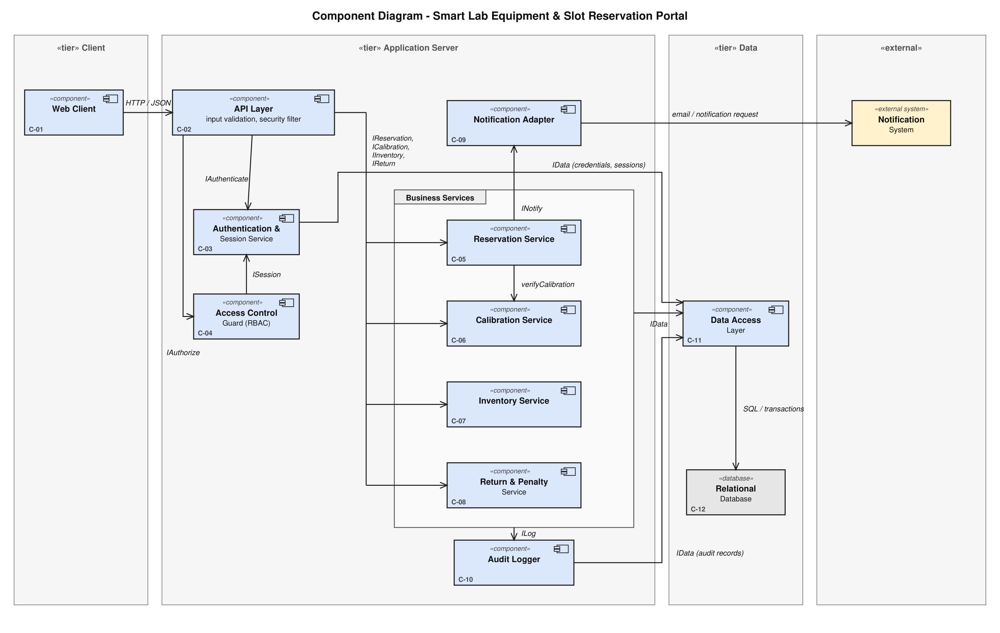 Component Diagram - Smart Lab Equipment & Slot Reservation Portal
«tier» Client
«tier» Application Server
«tier» Data
«external»
«component»
Web Client
C-01
HTTP / JSON
«component»
API Layer
input validation, security filter
C-02
«component»
Notification Adapter
C-09
email / notification request
«external system»
Notification
System
IReservation,
ICalibration,
IInventory,
IReturn
IData (credentials, sessions)
IAuthenticate
Business Services
INotify
«component»
Authentication &
Session Service
C-03
«component»
Reservation Service
C-05
ISession
verifyCalibration
«component»
Access Control
Guard (RBAC)
C-04
IAuthorize
«component»
Calibration Service
C-06
IData
«component»
Data Access
Layer
C-11
«component»
Inventory Service
C-07
SQL / transactions
«component»
Return & Penalty
Service
C-08
«database»
Relational
Database
C-12
ILog
«component»
Audit Logger
C-10
IData (audit records)